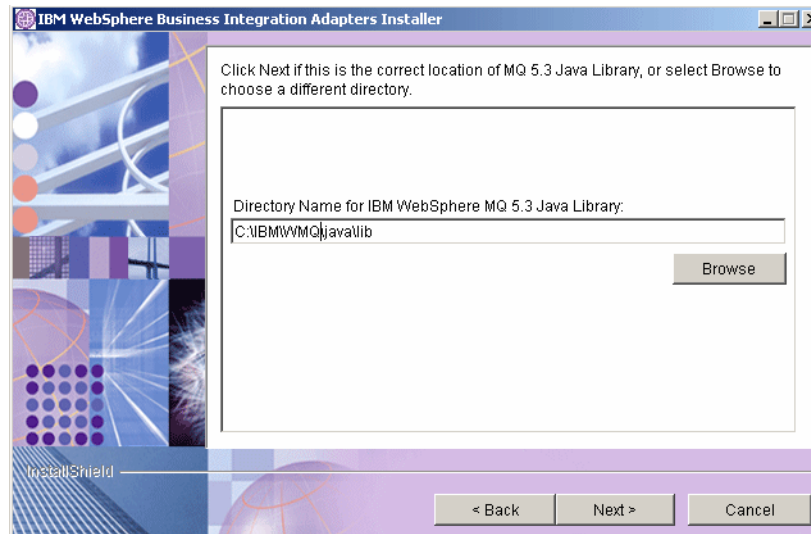 IBM WebSphere Business Integration Adapters Installer
Click Next if this is the correct location of MQ 5.3 Java Library, or select Browse to
choose a different directory.
Directory Name for IBM WebSphere MQ 5.3 Java Library:
C:\IBM\WMQ\java\lib
Browse
InstallShield
< Back
Next >
Cancel